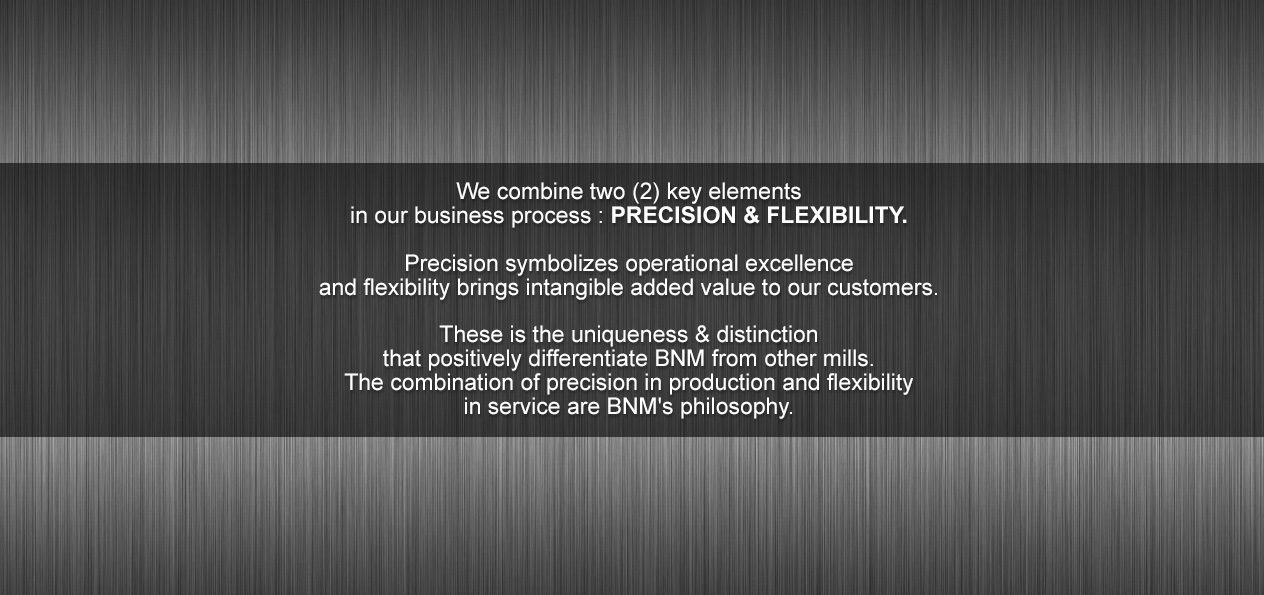 We combine two (2) key elements
in our business process : PRECISION & FLEXIBILITY.
Precision symbolizes operational excellence
and flexibility brings intangible added value to our customers.
These is the uniqueness & distinction
that positively differentiate BNM from other mills.
The combination of precision in production and flexibility
in service are BNM's philosophy.